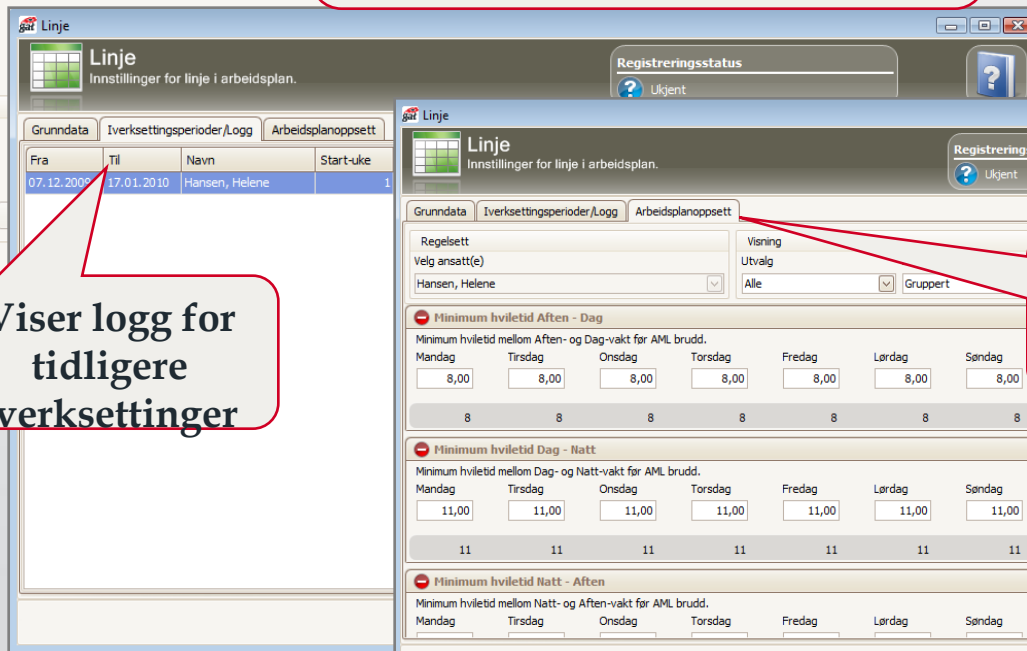 gat Linje
Linje
Innstillinger for linje i arbeidsplan.
Registreringsstatus
Ukjent
Grunndata Iverksettingsperioder/Logg Arbeidsplanoppsett
Fra Til Navn Start-uke
07.12.2009 17.01.2010 Hansen, Helene 1
Viser logg for
tidligere
verksettinger
gat Linje
Linje
Innstillinger for linje i arbeidsplan.
Registrerings
Ukjent
Grunndata Iverksettingsperioder/Logg Arbeidsplanoppsett
Regelsett
Visning
Velg ansatt(e)
Utvalg
Hansen, Helene
Alle
Gruppert
Minimum hviletid Aften - Dag
Minimum hviletid mellom Aften- og Dag-vakt før AML brudd.
Mandag Tirsdag Onsdag Torsdag Fredag Lørdag Søndag
8,00 8,00 8,00 8,00 8,00 8,00 8,00
8 8 8 8 8 8 8
Minimum hviletid Dag - Natt
Minimum hviletid mellom Dag- og Natt-vakt før AML brudd.
Mandag Tirsdag Onsdag Torsdag Fredag Lørdag Søndag
11,00 11,00 11,00 11,00 11,00 11,00 11,00
11 11 11 11 11 11 11
Minimum hviletid Natt - Aften
Minimum hviletid mellom Natt- og Aften-vakt før AML brudd.
Mandag Tirsdag Onsdag Torsdag Fredag Lørdag Søndag